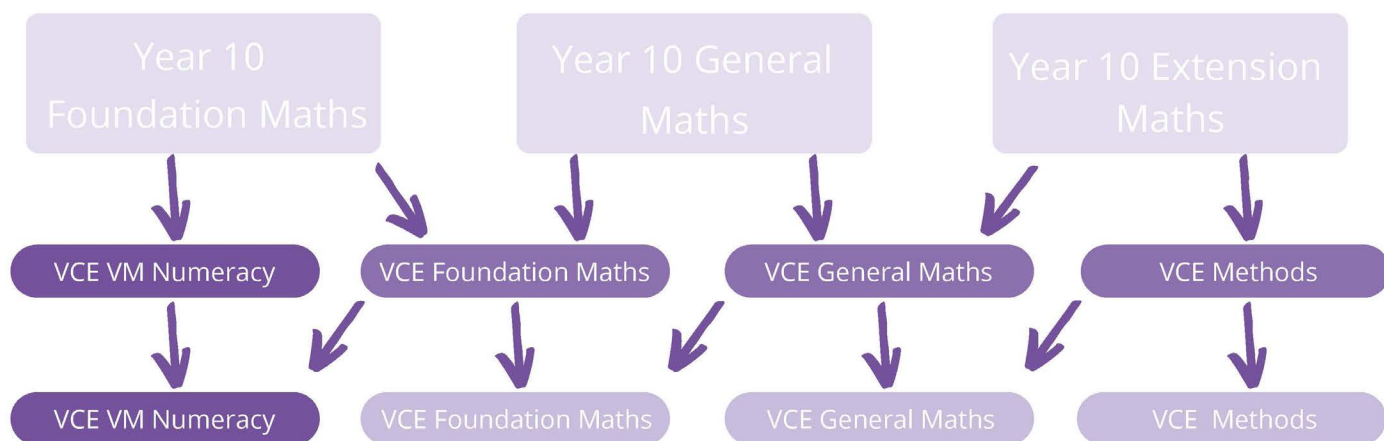 Year 10
Foundation Maths
Year 10 General
Maths
Year 10 Extension
Maths
VCE VM Numeracy
VCE Foundation Maths
VCE General Maths
VCE Methods
VCE VM Numeracy
VCE Foundation Maths
VCE General Maths
VCE Methods